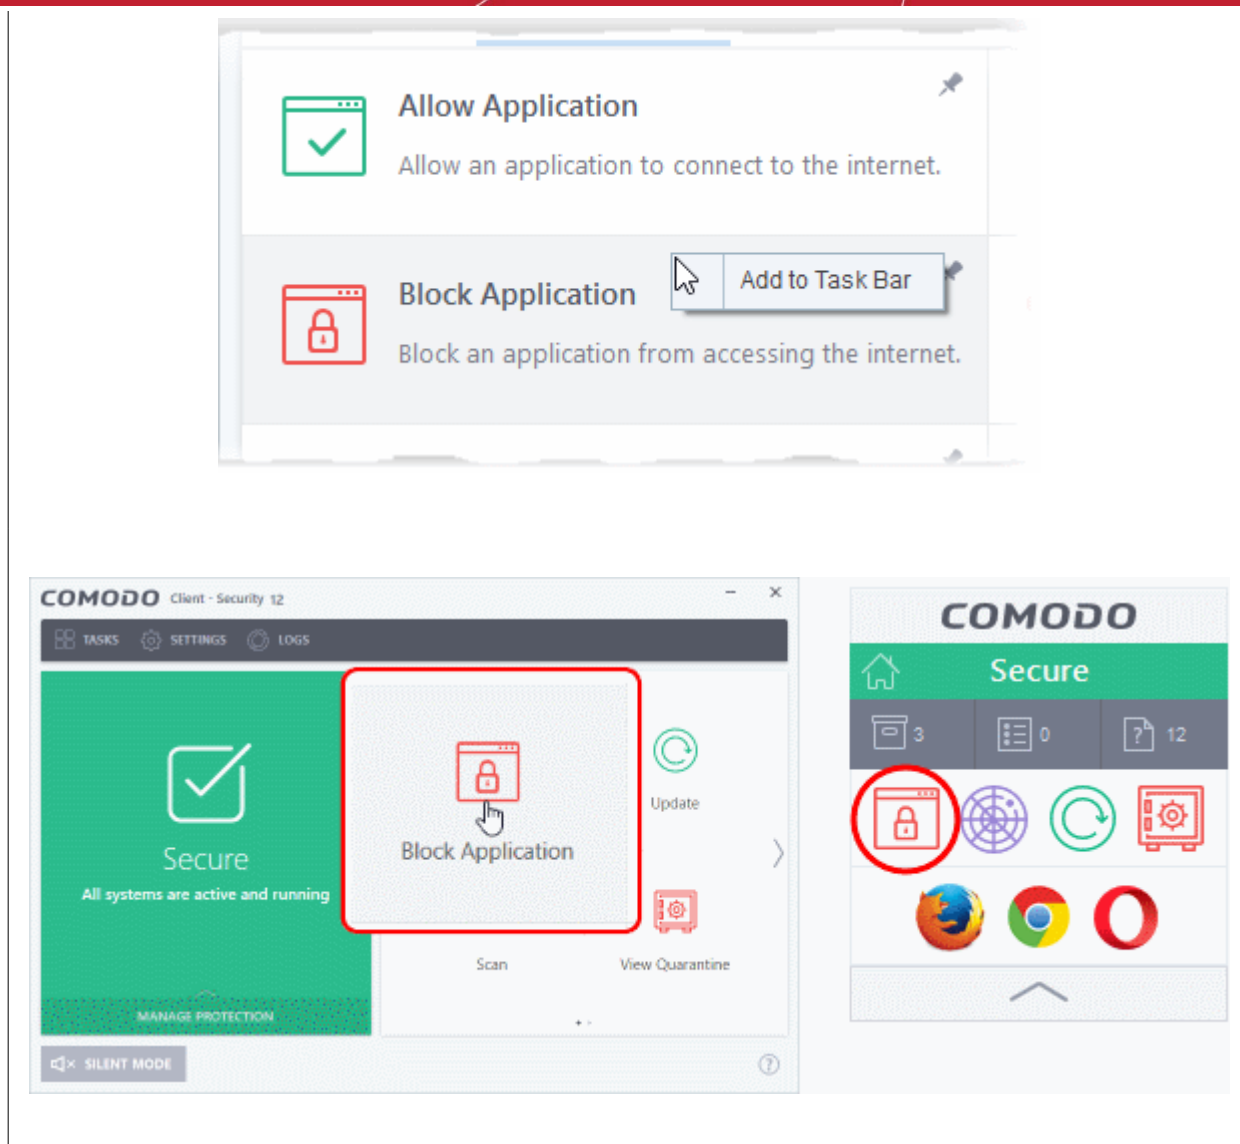 Allow Application
Allow an application to connect to the internet.
Block Application
Add to Task Bar
Block an application from accessing the internet.
COMODO Client - Security 12
TASKS SETTINGS LOGS
Secure
All systems are active and running
MANAGE PROTECTION
Block Application
Update
Scan
View Quarantine
SILENT MODE
?
COMODO
Secure
3 0 ? 12